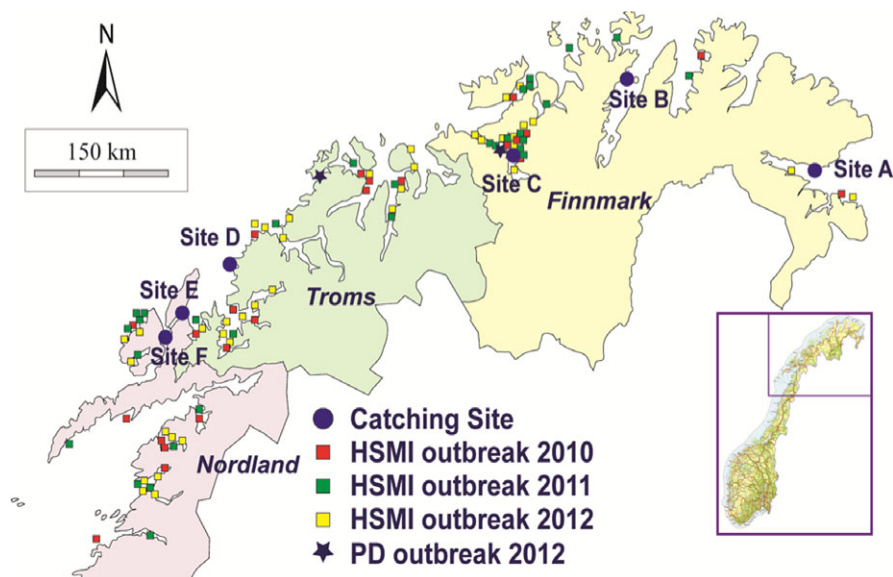 N
150 km
Site B
Site A
Site C
Finnmark
Site D
Site E
Troms
Site F
Nordland
Catching Site
HSMI outbreak 2010
HSMI outbreak 2011
HSMI outbreak 2012
PD outbreak 2012